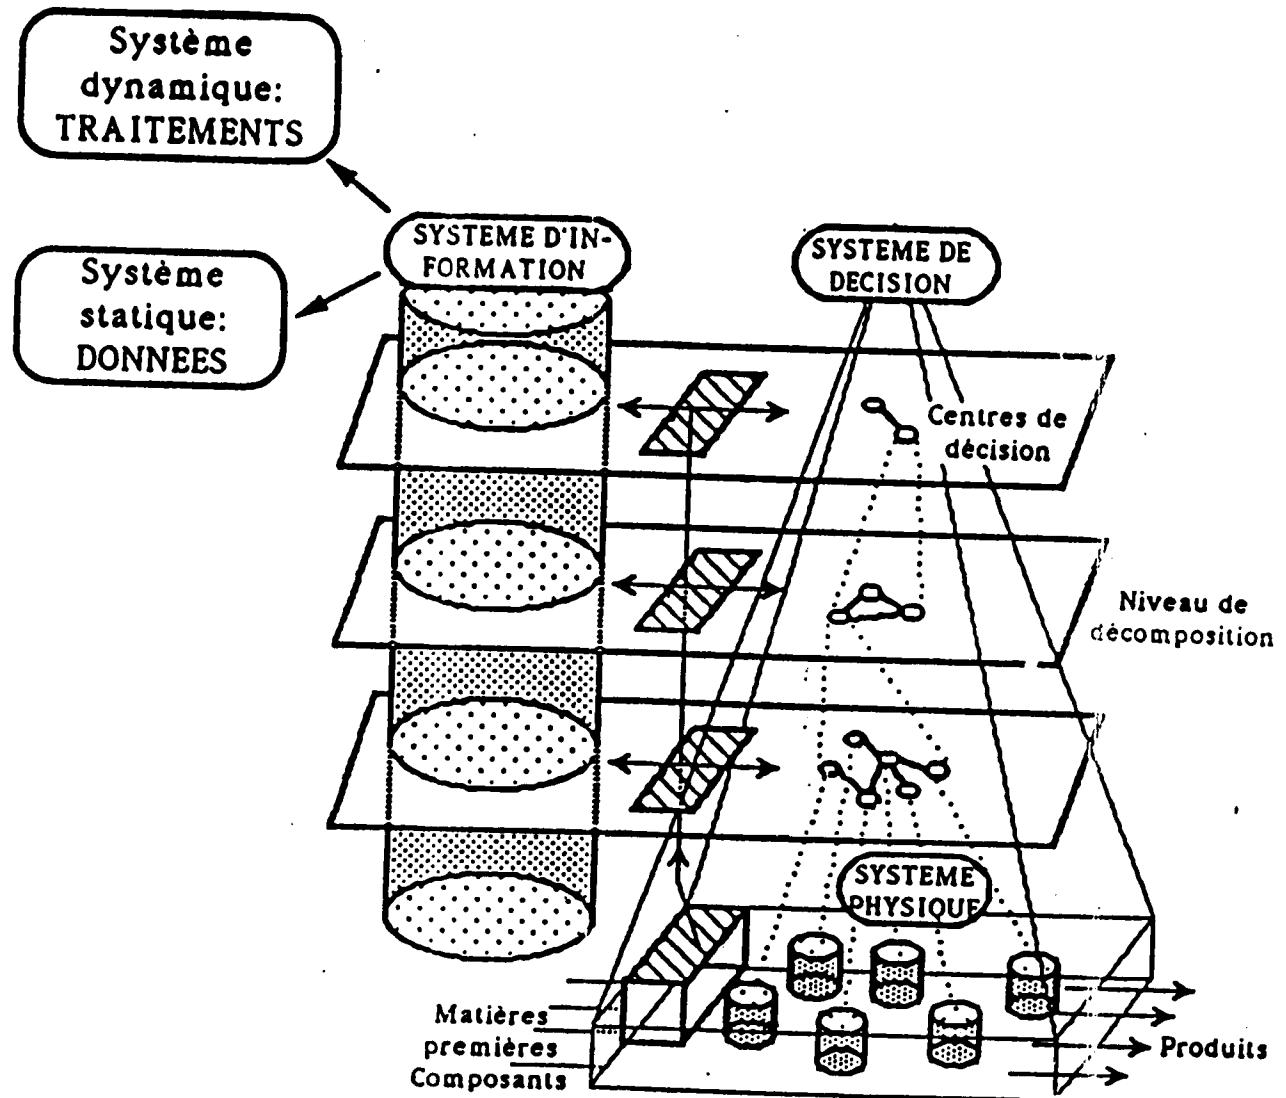 Système
dynamique:
TRAITEMENTS
SYSTEME D'IN-
FORMATION
SYSTEME DE
DECISION
Système
statique:
DONNEES
Centres de
décision
Niveau de
décomposition
SYSTEME
PHYSIQUE
Matières
premières
Composants
Produits